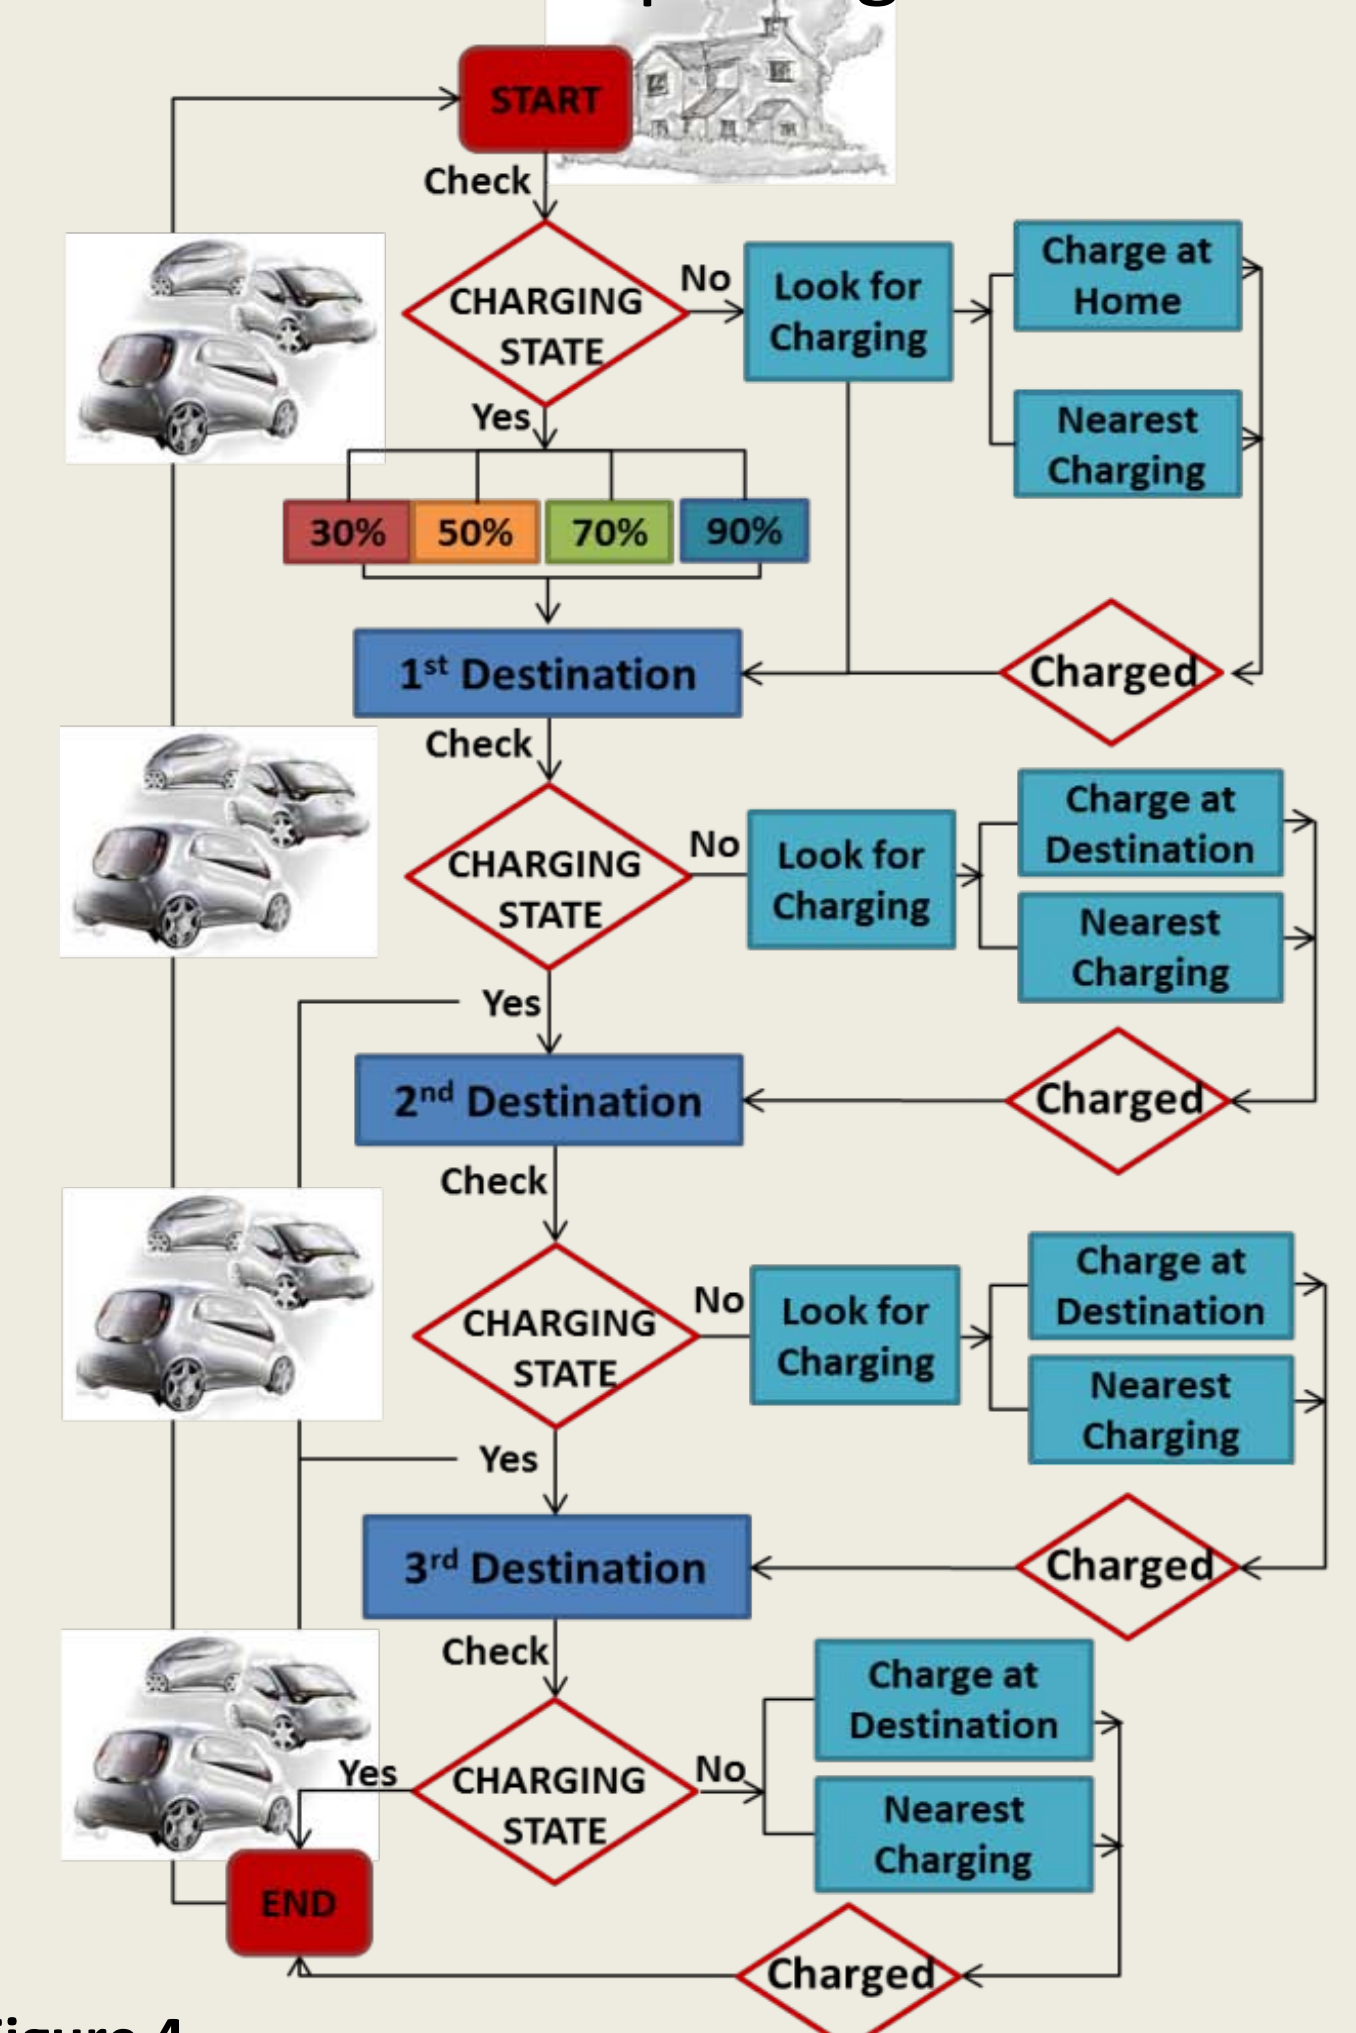 START
Check
CHARGING
STATE
No
Look for
Charging
Charge at
Home
Nearest
Charging
Yes
30%
50%
70%
90%
1st Destination
Charged
Check
CHARGING
STATE
No
Look for
Charging
Charge at
Destination
Nearest
Charging
Yes
2nd Destination
Charged
Check
CHARGING
STATE
No
Look for
Charging
Charge at
Destination
Nearest
Charging
Yes
3rd Destination
Charged
Check
CHARGING
STATE
Yes
No
Charge at
Destination
Nearest
Charging
END
Charged